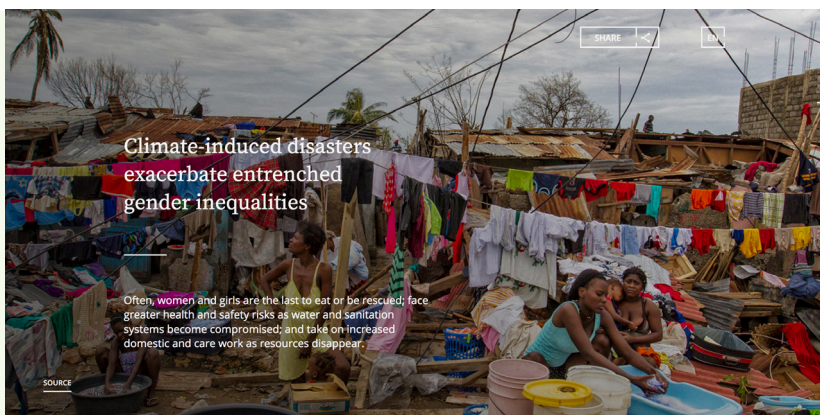 SHARE
EN
Climate-induced disasters
exacerbate entrenched
gender inequalities
Often, women and girls are the last to eat or be rescued; face
greater health and safety risks as water and sanitation
systems become compromised; and take on increased
domestic and care work as resources disappear.
SOURCE